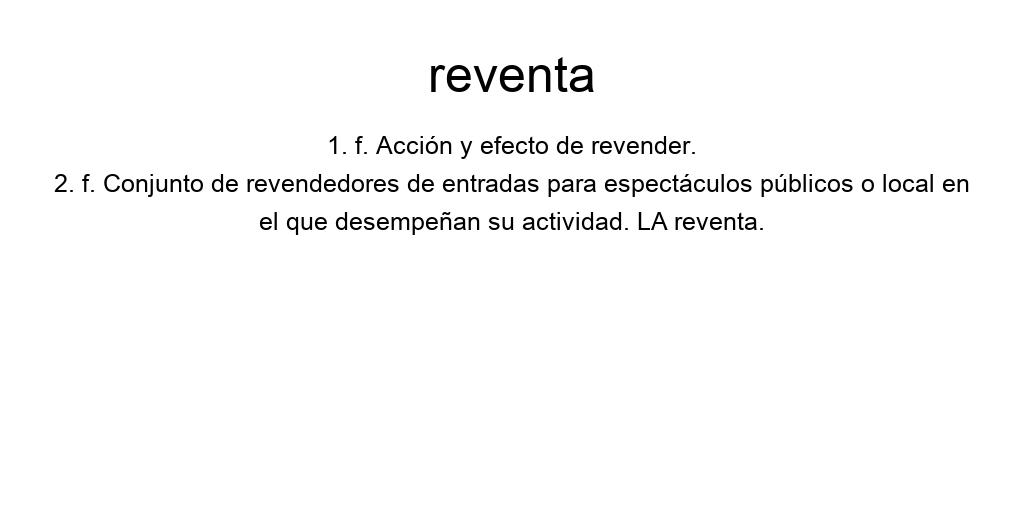 reventa
1. f. Acción y efecto de revender.
2. f. Conjunto de revendedores de entradas para espectáculos públicos o local en
el que desempeñan su actividad. LA reventa.